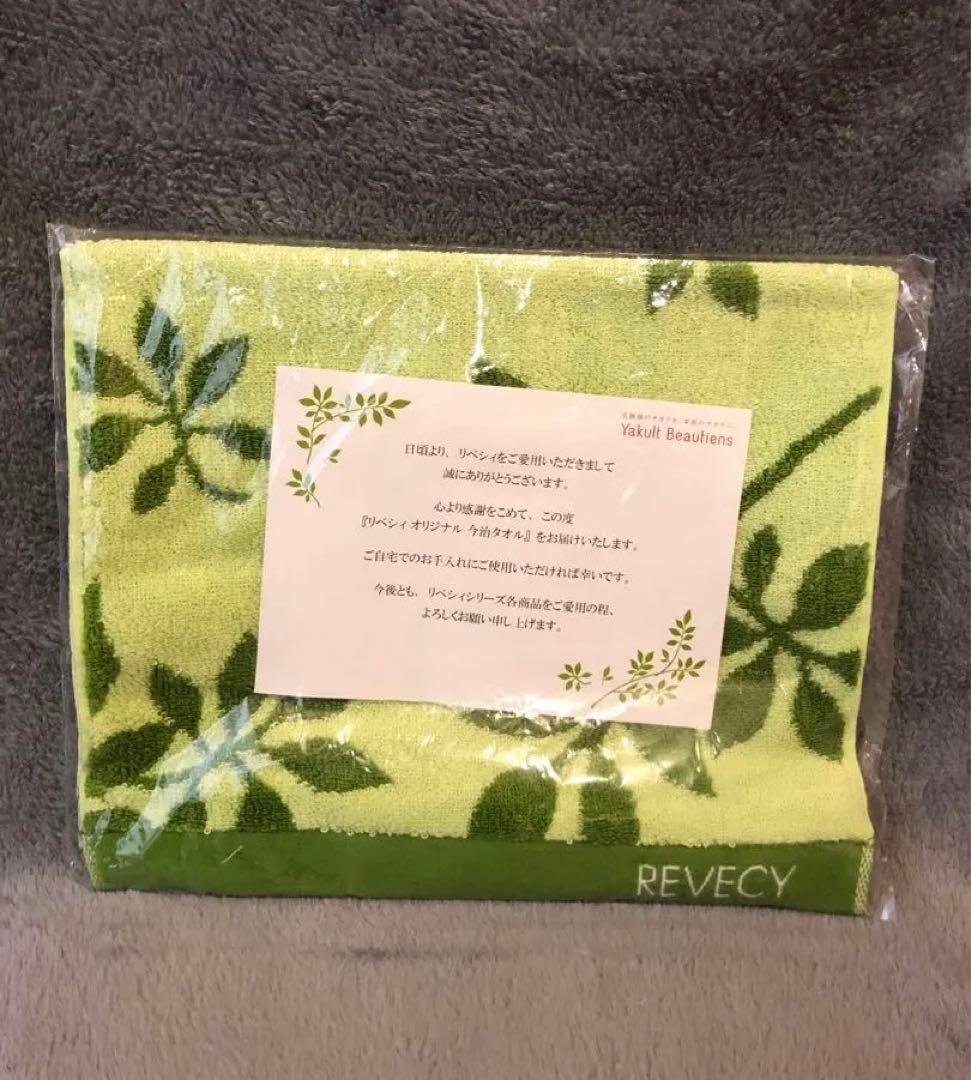 乳酸菌のチカラを、素肌のチカラに。
Yakult Beautiens
日頃より、リベシィをご愛用いただきまして
誠にありがとうございます。
心より感謝をこめて、この度
『リベシィ オリジナル 今治タオル』をお届けいたします。
ご自宅でのお手入れにご使用いただければ幸いです。
今後とも、リベシィシリーズ各商品をご愛用の程、
よろしくお願い申し上げます。
REVECY